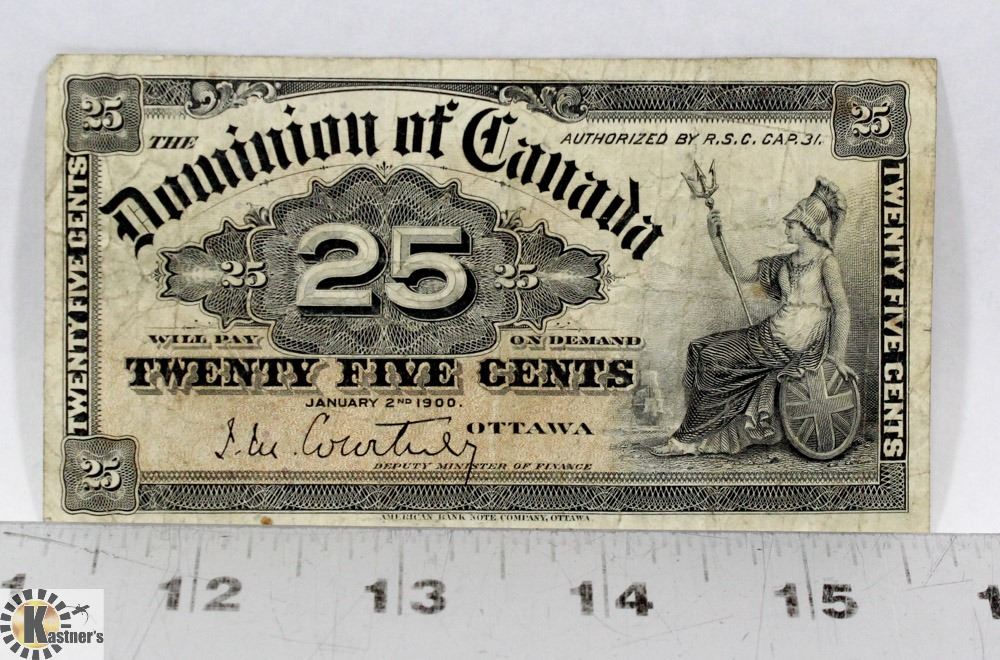 25
25
THE Dominion of Canada
AUTHORIZED BY R.S.C. CAP. 31.
TWENTY FIVE CENTS
TWENTY FIVE CENTS
25
25
25
WILL PAY ON DEMAND
TWENTY FIVE CENTS
JANUARY 2ND 1900.
J. M. Courtney
OTTAWA
DEPUTY MINISTER OF FINANCE
25
AMERICAN BANK NOTE COMPANY, OTTAWA.
12 13 14 15
Kastner's